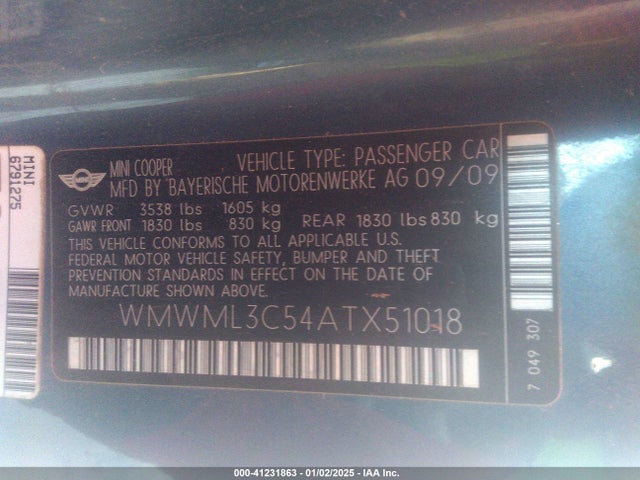 MINI
6791275
MINI COOPER VEHICLE TYPE: PASSENGER CAR
MFD BY BAYERISCHE MOTORENWERKE AG 09/09
GVWR 3538 lbs 1605 kg
GAWR FRONT 1830 lbs 830 kg REAR 1830 lbs 830 kg
THIS VEHICLE CONFORMS TO ALL APPLICABLE U.S.
FEDERAL MOTOR VEHICLE SAFETY, BUMPER AND THEFT
PREVENTION STANDARDS IN EFFECT ON THE DATE OF
MANUFACTURE SHOWN ABOVE.
WMWML3C54ATX51018
7 049 307
000-41231863 - 01/02/2025 - IAA Inc.